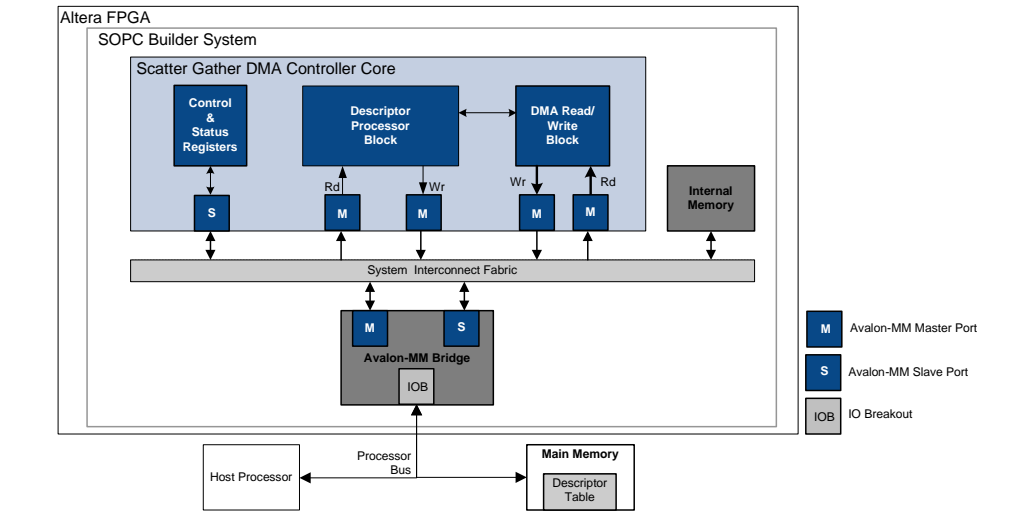 Altera FPGA
SOPC Builder System
Scatter Gather DMA Controller Core
Control
&
Status
Registers
Descriptor
Processor
Block
DMA Read/
Write
Block
Rd
Wr
Wr
Rd
S
M
M
M
M
Internal
Memory
System Interconnect Fabric
M
S
Avalon-MM Bridge
IOB
M
Avalon-MM Master Port
S
Avalon-MM Slave Port
IOB
IO Breakout
Host Processor
Processor
Bus
Main Memory
Descriptor
Table